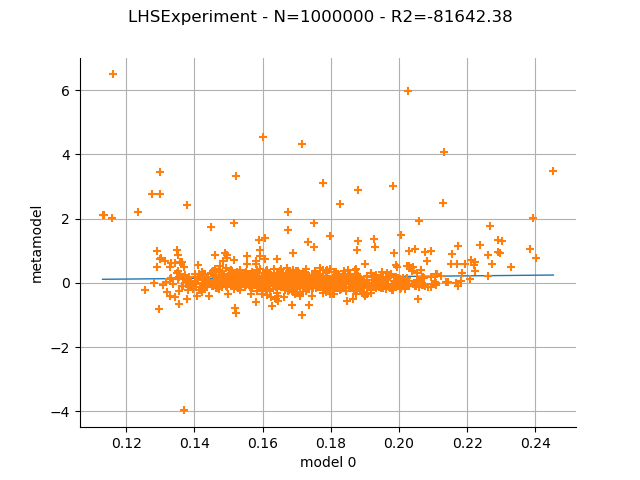 LHSExperiment - N=1000000 - R2=-81642.38
6
4
2
0
−2
−4
metamodel
0.12 0.14 0.16 0.18 0.20 0.22 0.24
model 0